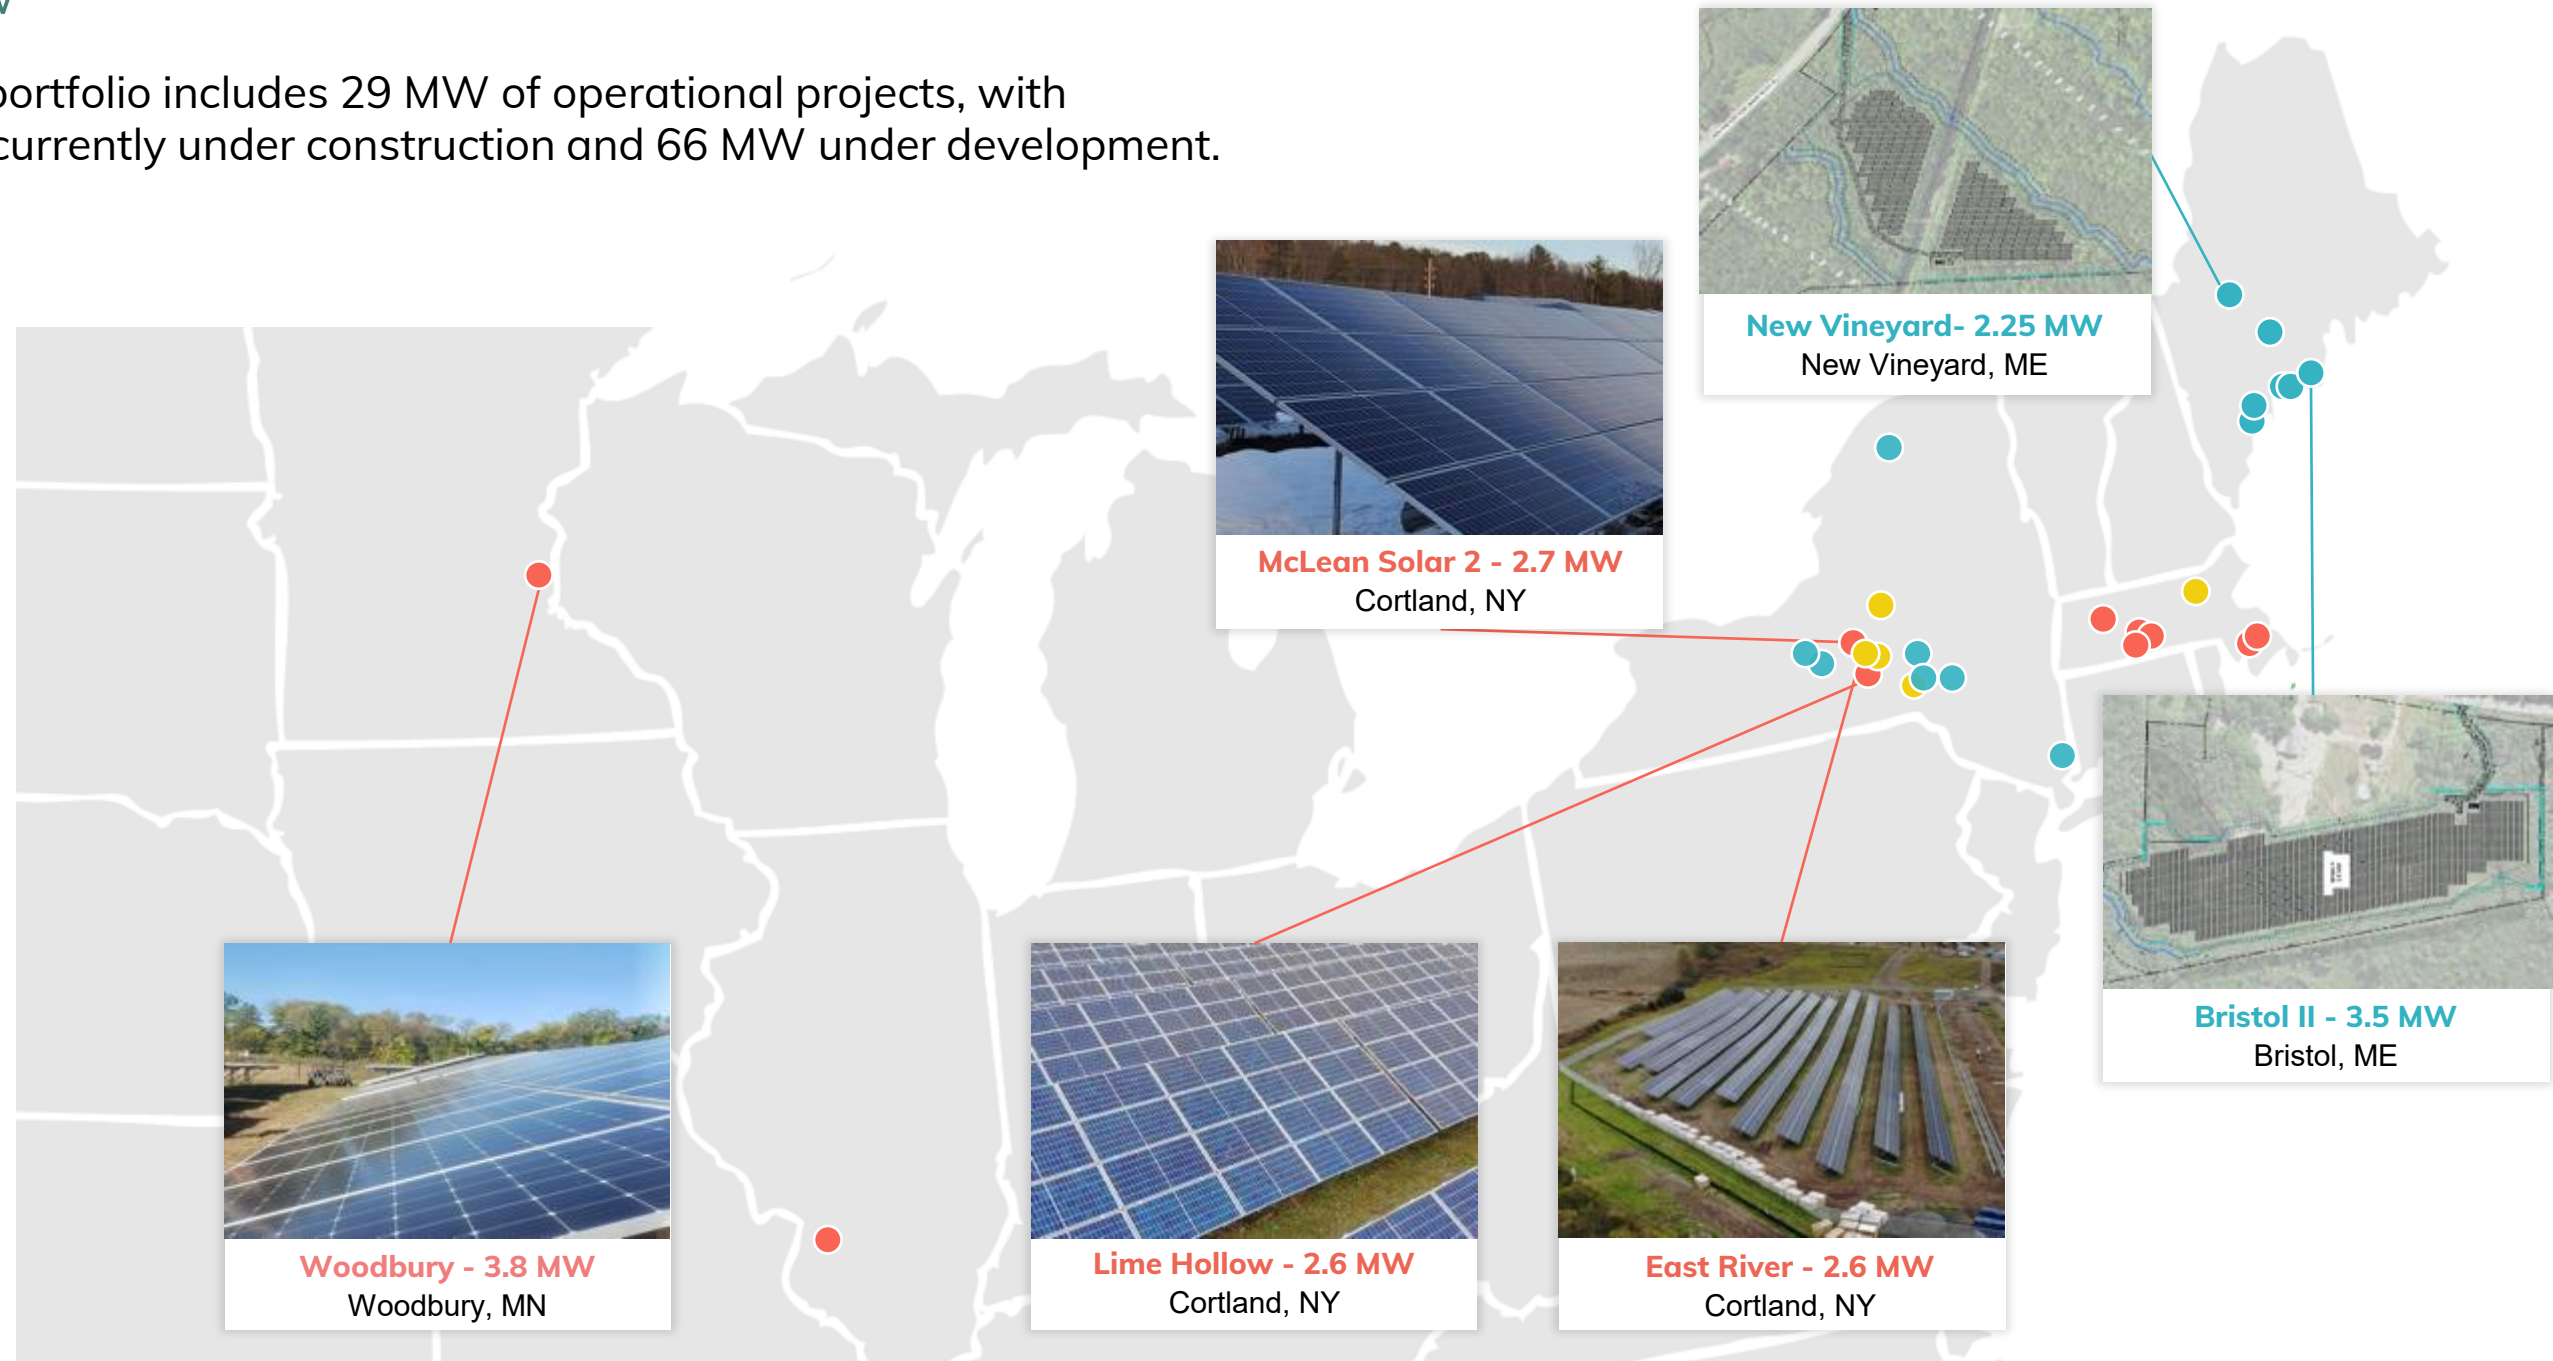 portfolio includes 29 MW of operational projects, with
currently under construction and 66 MW under development.
New Vineyard- 2.25 MW
New Vineyard, ME
McLean Solar 2 - 2.7 MW
Cortland, NY
Bristol II - 3.5 MW
Bristol, ME
Woodbury - 3.8 MW
Woodbury, MN
Lime Hollow - 2.6 MW
Cortland, NY
East River - 2.6 MW
Cortland, NY